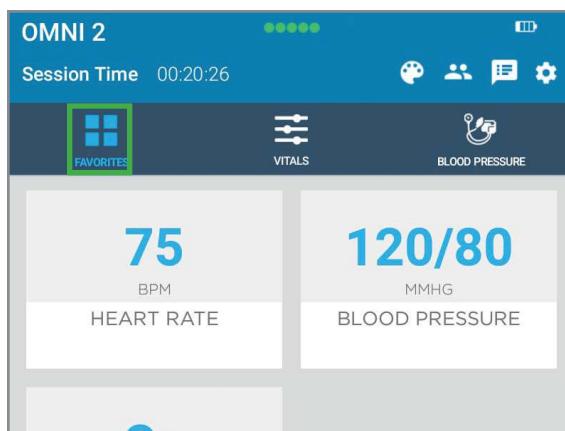 OMNI 2
Session Time 00:20:26
FAVORITES VITALS BLOOD PRESSURE
75 120/80
BPM MMHG
HEART RATE BLOOD PRESSURE